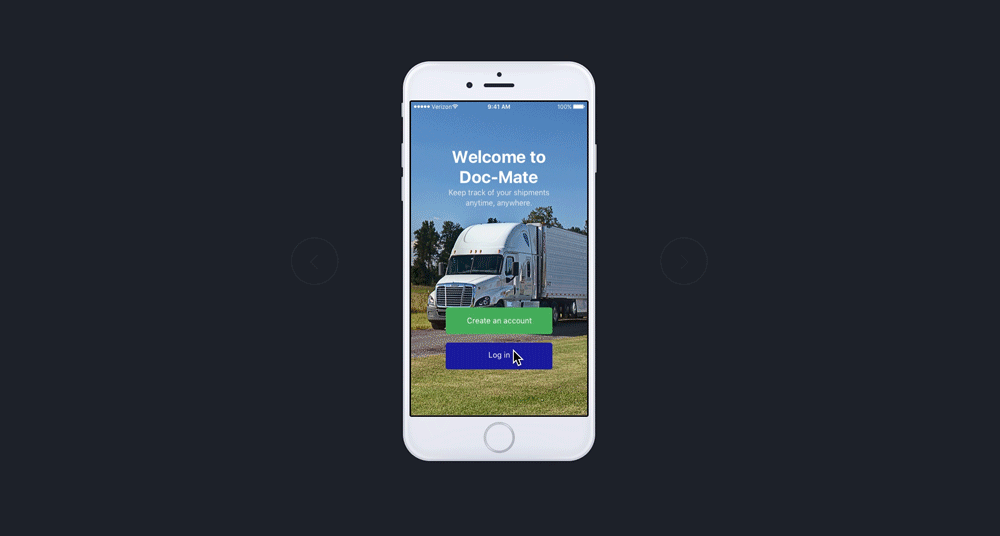 Verizon 9:41 AM 100%
Welcome to
Doc-Mate
Keep track of your shipments
anytime, anywhere.
Create an account
Log in